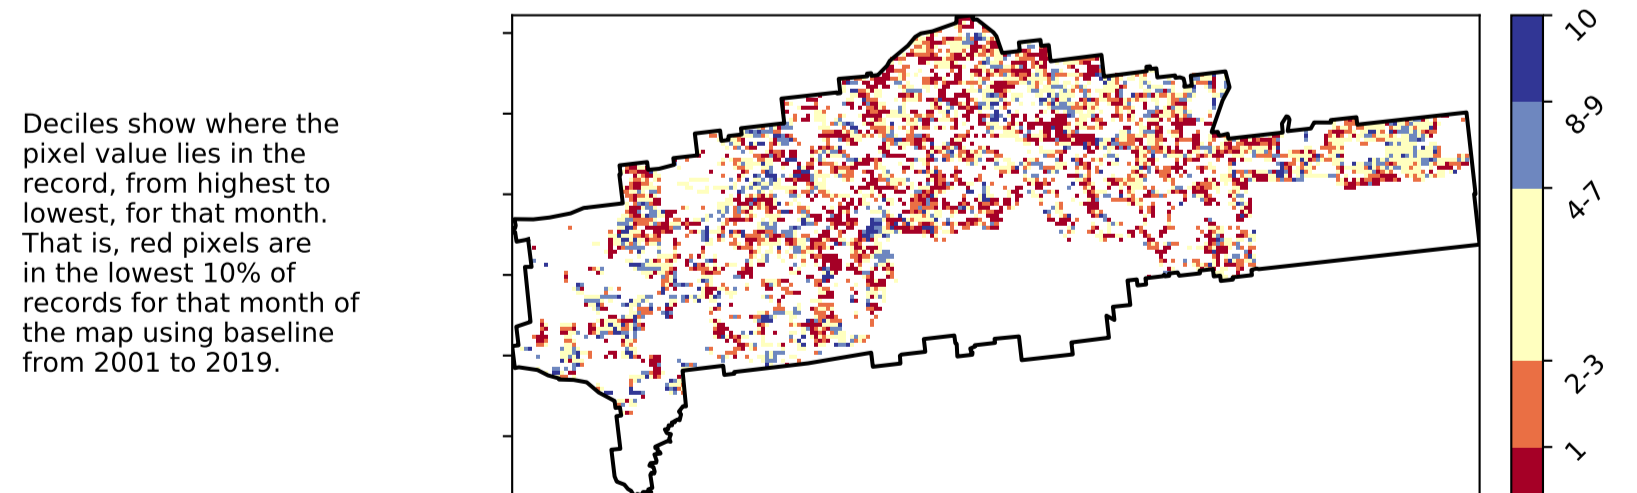 Deciles show where the
pixel value lies in the
record, from highest to
lowest, for that month.
That is, red pixels are
in the lowest 10% of
records for that month of
the map using baseline
from 2001 to 2019.
10
8-9
4-7
2-3
1